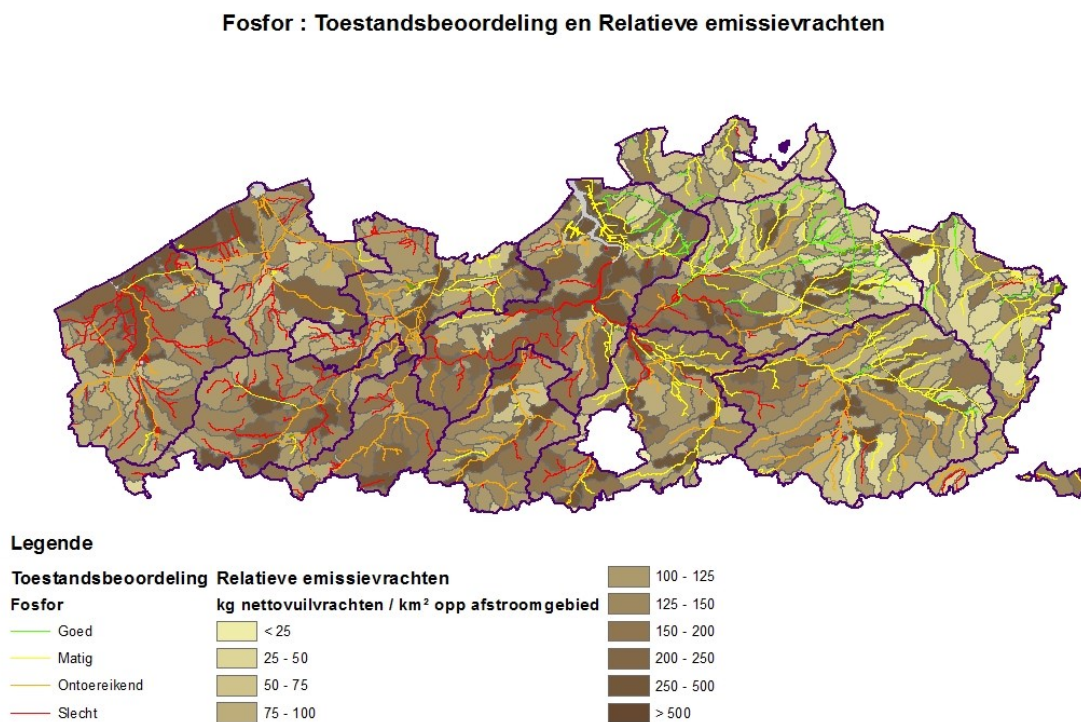 Fosfor : Toestandsbeoordeling en Relatieve emissievrachten
Legende
Toestandsbeoordeling
Fosfor
Goed
Matig
Ontoereikend
Slecht
Relatieve emissievrachten
kg nettovuilvrachten / km² opp afstroomgebied
< 25
25 - 50
50 - 75
75 - 100
100 - 125
125 - 150
150 - 200
200 - 250
250 - 500
> 500